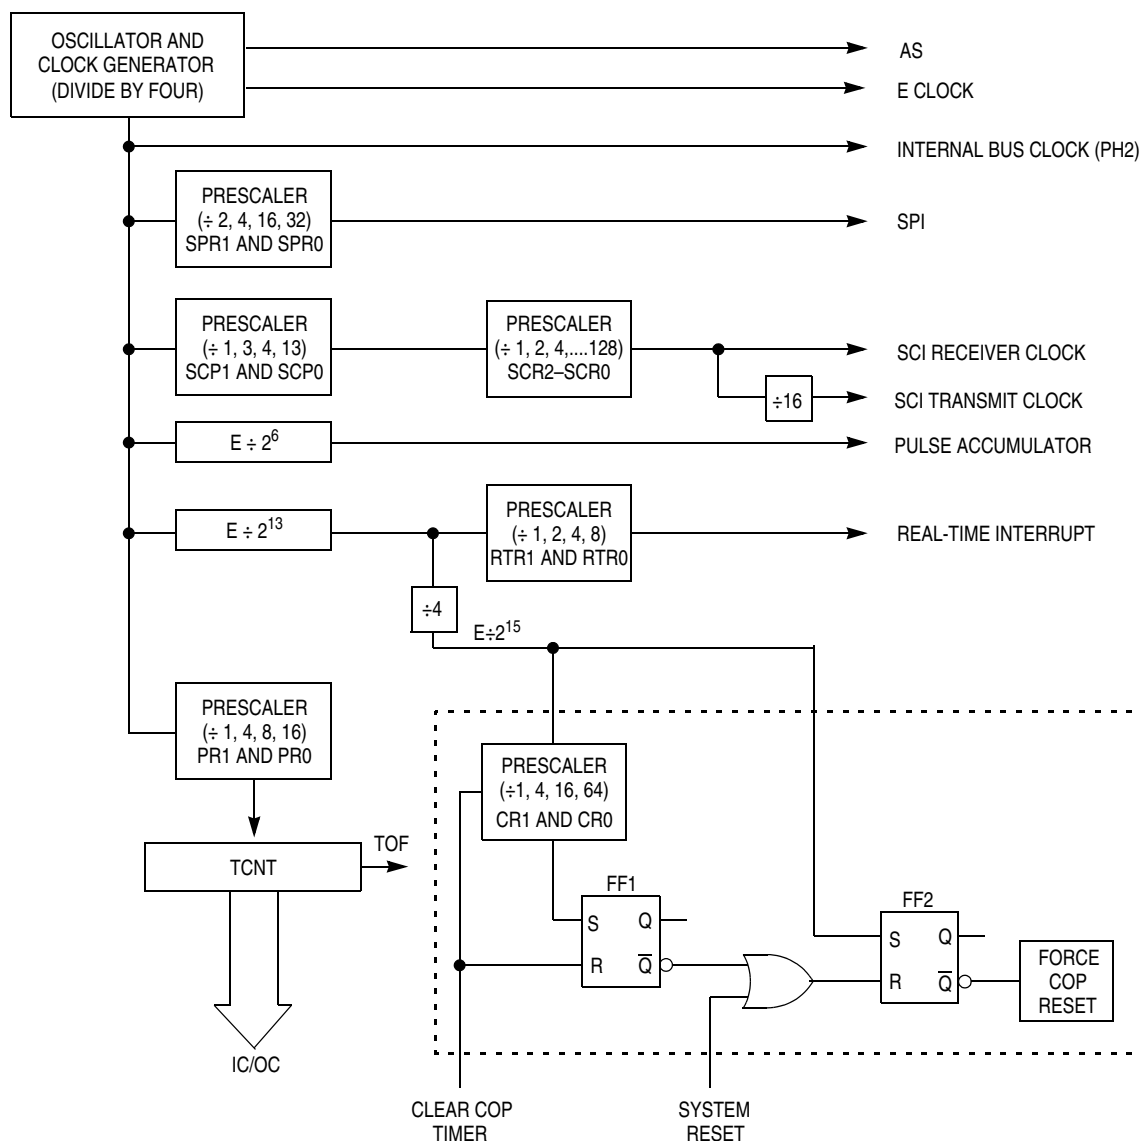 OSCILLATOR AND
CLOCK GENERATOR
(DIVIDE BY FOUR)
AS
E CLOCK
INTERNAL BUS CLOCK (PH2)
PRESCALER
(÷ 2, 4, 16, 32)
SPR1 AND SPR0
SPI
PRESCALER
(÷ 1, 3, 4, 13)
SCP1 AND SCP0
PRESCALER
(÷ 1, 2, 4,....128)
SCR2–SCR0
SCI RECEIVER CLOCK
÷16
SCI TRANSMIT CLOCK
E ÷ 2⁶
PULSE ACCUMULATOR
E ÷ 2¹³
PRESCALER
(÷ 1, 2, 4, 8)
RTR1 AND RTR0
REAL-TIME INTERRUPT
÷4
E÷2¹⁵
PRESCALER
(÷ 1, 4, 8, 16)
PR1 AND PR0
PRESCALER
(÷1, 4, 16, 64)
CR1 AND CR0
TCNT
TOF
FF1
S Q
R Q̅
FF2
S Q
R Q̅
FORCE
COP
RESET
IC/OC
CLEAR COP
TIMER
SYSTEM
RESET